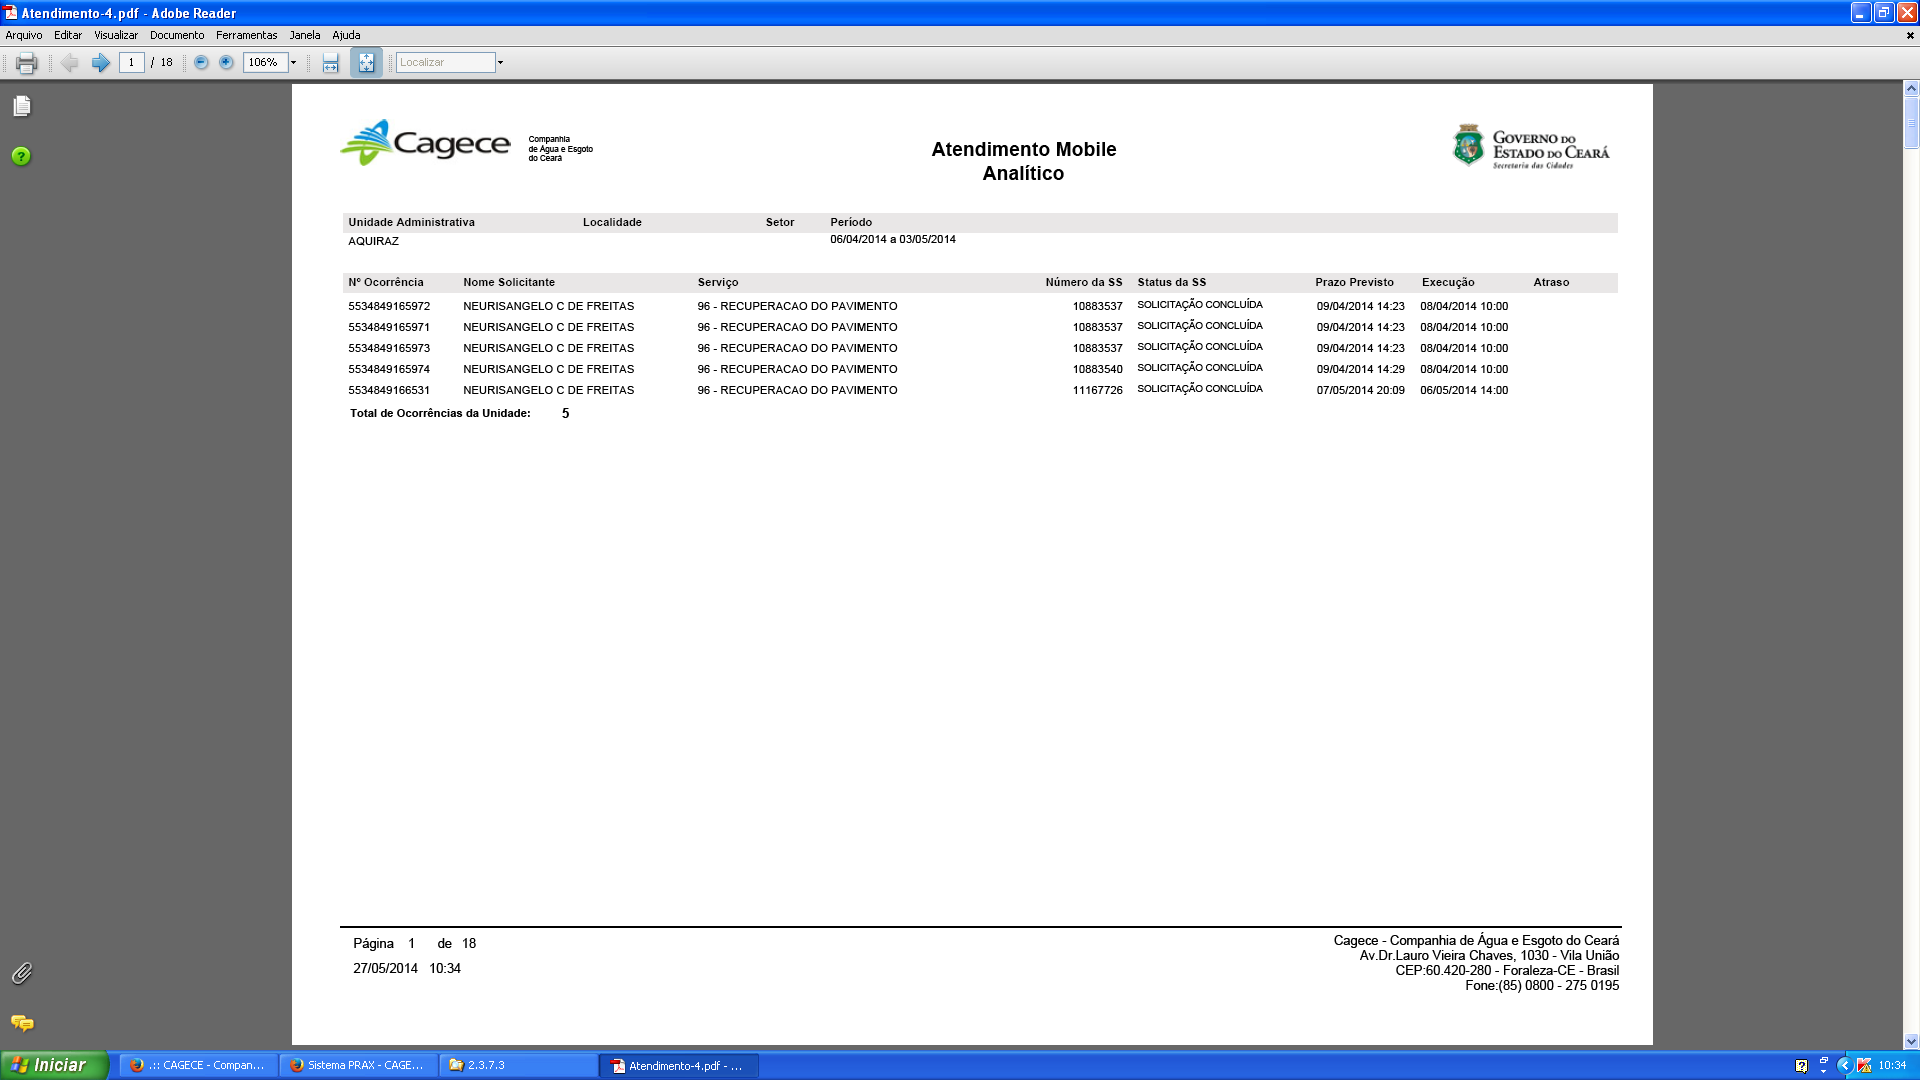 Atendimento-4.pdf - Adobe Reader
Arquivo Editar Visualizar Documento Ferramentas Janela Ajuda
1 / 18 106% Localizar
Cagece Companhia
de Água e Esgoto
do Ceará
Atendimento Mobile
Analítico
GOVERNO DO
ESTADO DO CEARÁ
Secretaria das Cidades
Unidade Administrativa Localidade Setor Período
AQUIRAZ 06/04/2014 a 03/05/2014
Nº Ocorrência Nome Solicitante Serviço Número da SS Status da SS Prazo Previsto Execução Atraso
5534849165972 NEURISANGELO C DE FREITAS 96 - RECUPERACAO DO PAVIMENTO 10883537 SOLICITAÇÃO CONCLUÍDA 09/04/2014 14:23 08/04/2014 10:00
5534849165971 NEURISANGELO C DE FREITAS 96 - RECUPERACAO DO PAVIMENTO 10883537 SOLICITAÇÃO CONCLUÍDA 09/04/2014 14:23 08/04/2014 10:00
5534849165973 NEURISANGELO C DE FREITAS 96 - RECUPERACAO DO PAVIMENTO 10883537 SOLICITAÇÃO CONCLUÍDA 09/04/2014 14:23 08/04/2014 10:00
5534849165974 NEURISANGELO C DE FREITAS 96 - RECUPERACAO DO PAVIMENTO 10883540 SOLICITAÇÃO CONCLUÍDA 09/04/2014 14:29 08/04/2014 10:00
5534849166531 NEURISANGELO C DE FREITAS 96 - RECUPERACAO DO PAVIMENTO 11167726 SOLICITAÇÃO CONCLUÍDA 07/05/2014 20:09 06/05/2014 14:00
Total de Ocorrências da Unidade: 5
Página 1 de 18
27/05/2014 10:34
Cagece - Companhia de Água e Esgoto do Ceará
Av.Dr.Lauro Vieira Chaves, 1030 - Vila União
CEP:60.420-280 - Foraleza-CE - Brasil
Fone:(85) 0800 - 275 0195
Iniciar .:: CAGECE - Compan... Sistema PRAX - CAGE... 2.3.7.3 Atendimento-4.pdf - ... 10:34